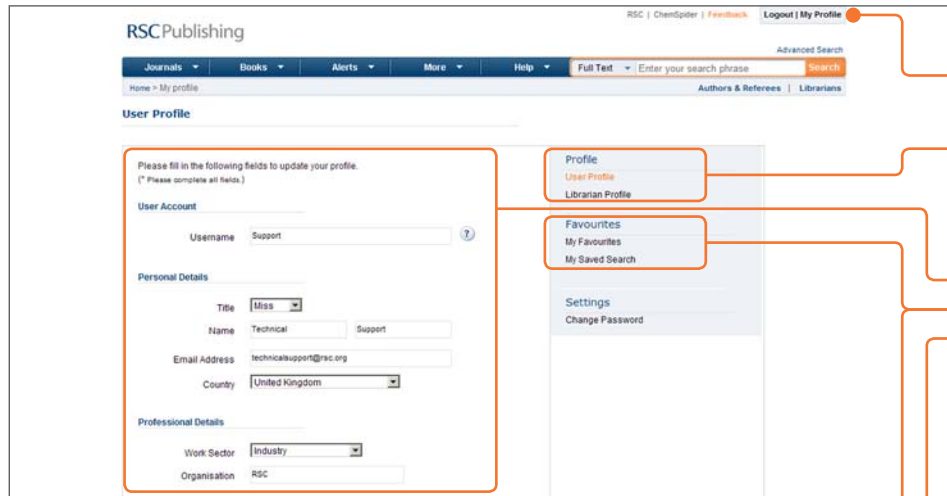 RSC | ChemSpider | Feedback Logout | My Profile
RSCPublishing
Advanced Search
Journals Books Alerts More Help Full Text Enter your search phrase Search
Home > My profile Authors & Referees | Librarians
User Profile
Please fill in the following fields to update your profile.
(* Please complete all fields.)
User Account
Username Support ?
Personal Details
Title Miss
Name Technical Support
Email Address technicalsupport@rsc.org
Country United Kingdom
Professional Details
Work Sector Industry
Organisation RSC
Profile
User Profile
Librarian Profile
Favourites
My Favourites
My Saved Search
Settings
Change Password